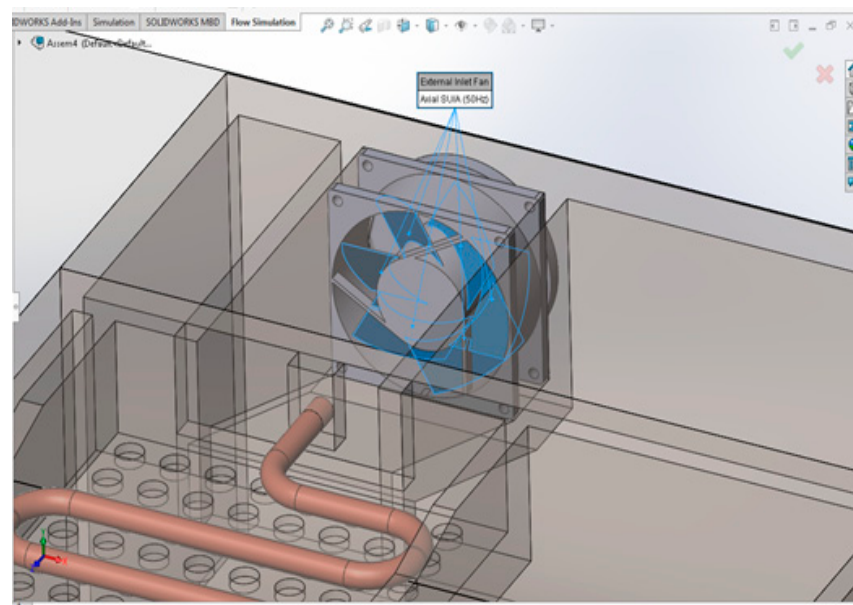 DWORKS Add-Ins
Simulation
SOLIDWORKS MBD
Flow Simulation
Assem4 (Default<Default...
External Inlet Fan
Axial SUIA (50Hz)